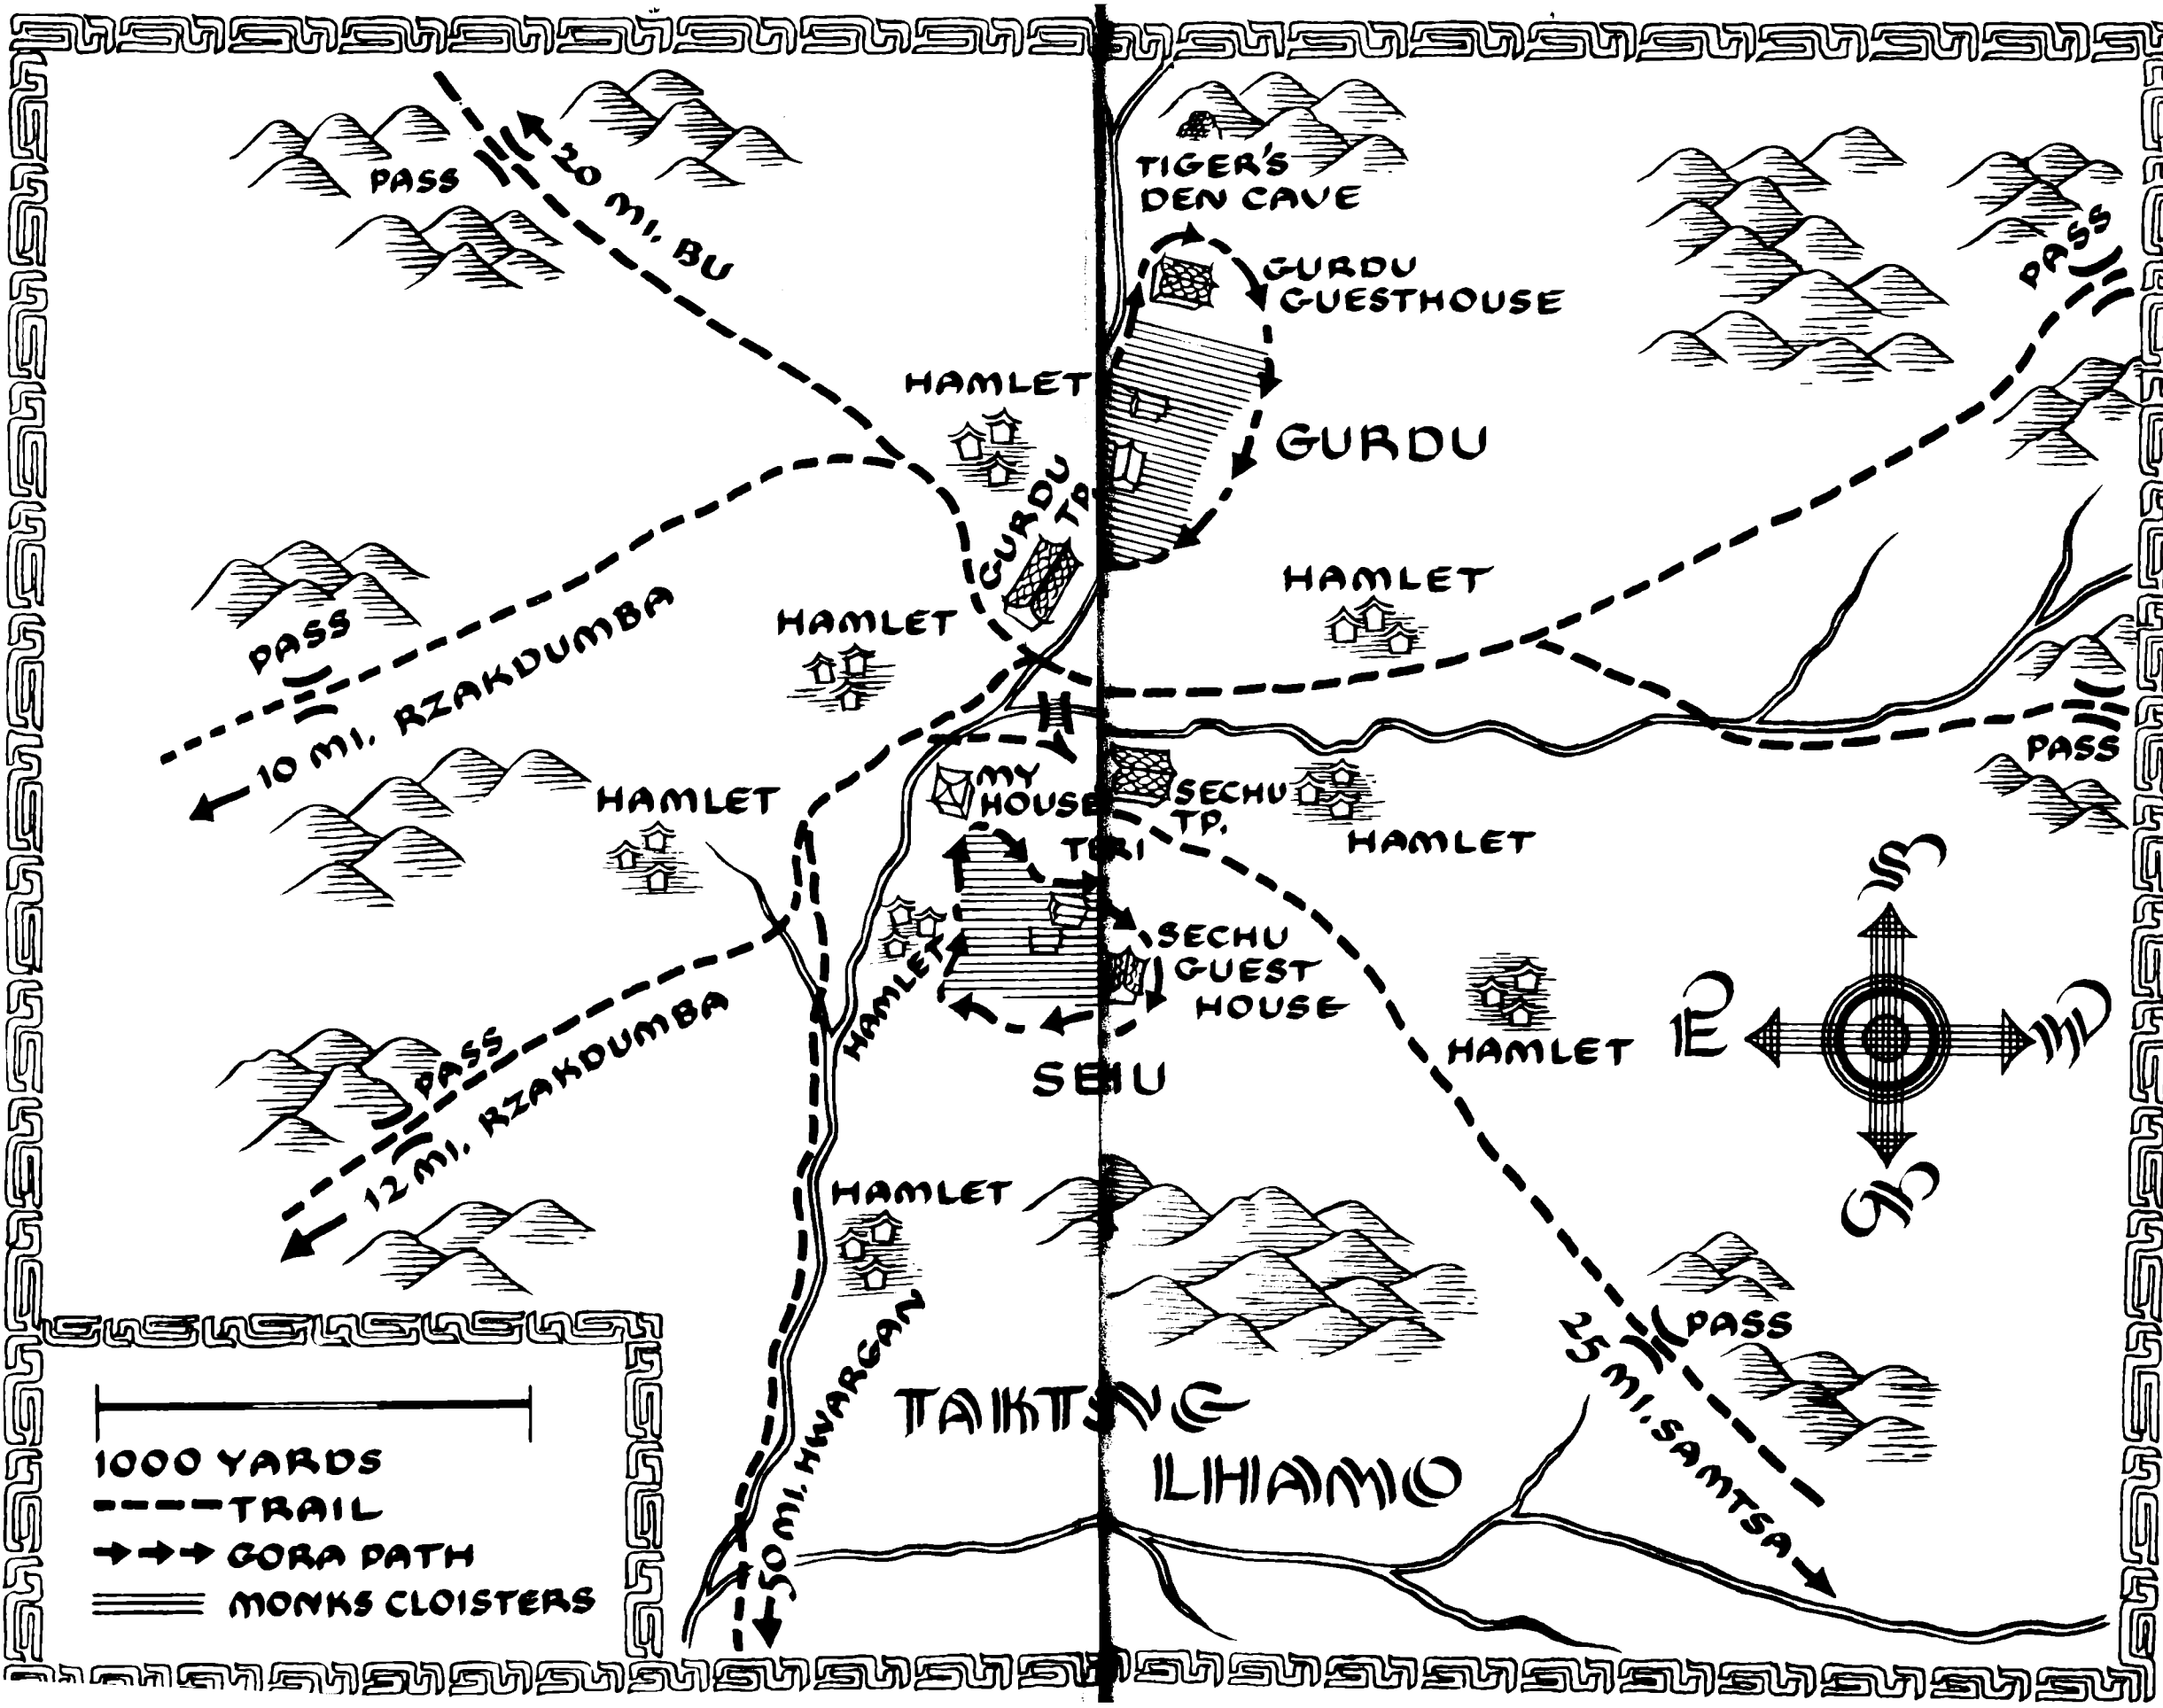 PASS
20 MI. BU
TIGER'S
DEN CAVE
PASS
GURDU
GUESTHOUSE
HAMLET
GURDU
GURDU
TP.
HAMLET
HAMLET
PASS
10 MI. RZAKDUMBA
PASS
MY
HOUSE
SECHU
TP.
HAMLET
HAMLET
TERI
S
HAMLET
SECHU
GUEST
HOUSE
E
W
HAMLET
SEHU
PASS
12 MI. RZAKDUMBA
HAMLET
N
PASS
25 MI. SAMTSA
50 MI. HWARGAN
TAKTSNG
LHAMO
1000 YARDS
TRAIL
GORA PATH
MONKS CLOISTERS